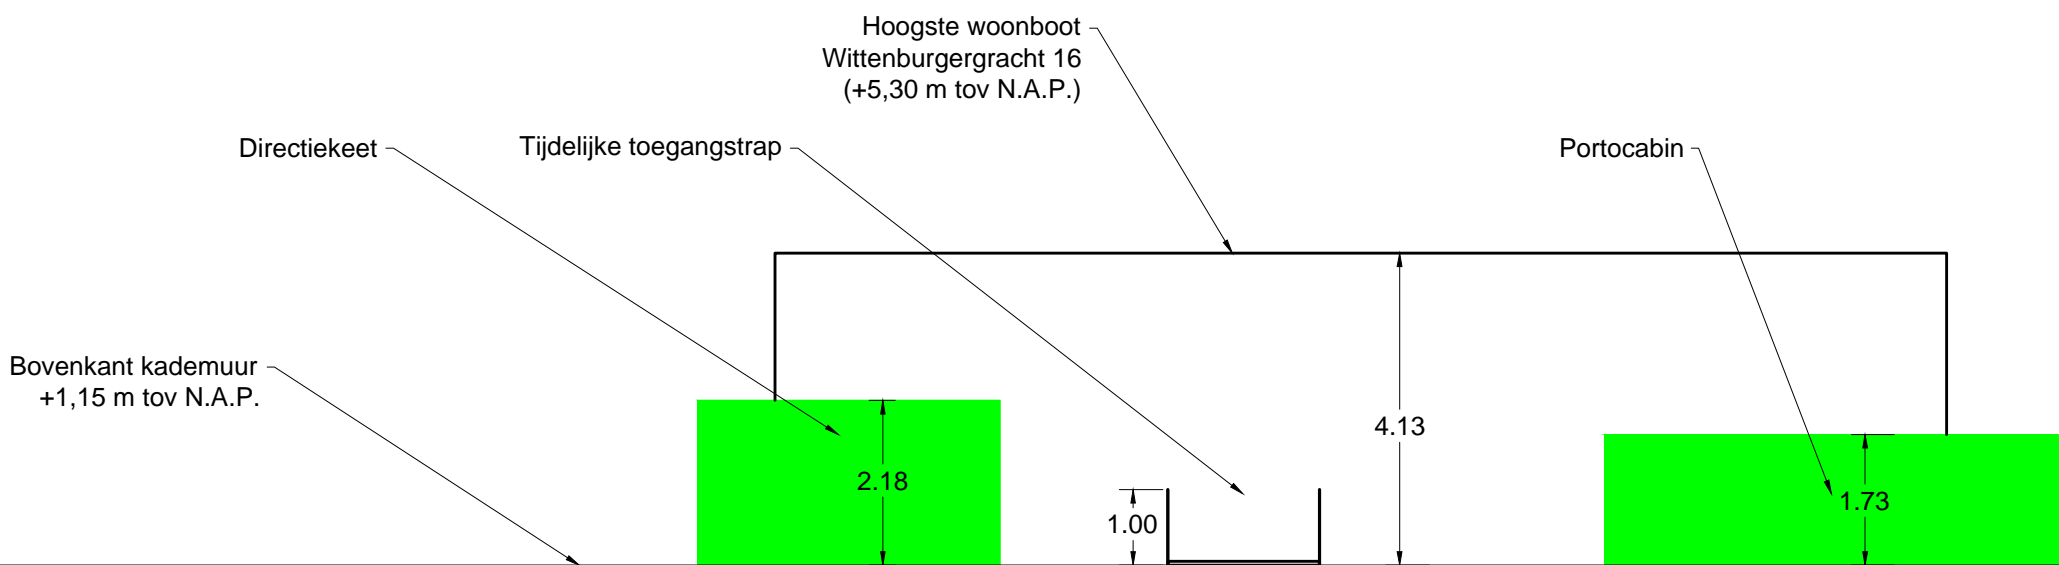 Hoogste woonboot
Wittenburgergracht 16
(+5,30 m tov N.A.P.)
Directiekeet
Tijdelijke toegangstrap
Portocabin
Bovenkant kademuur
+1,15 m tov N.A.P.
4.13
2.18
1.73
1.00